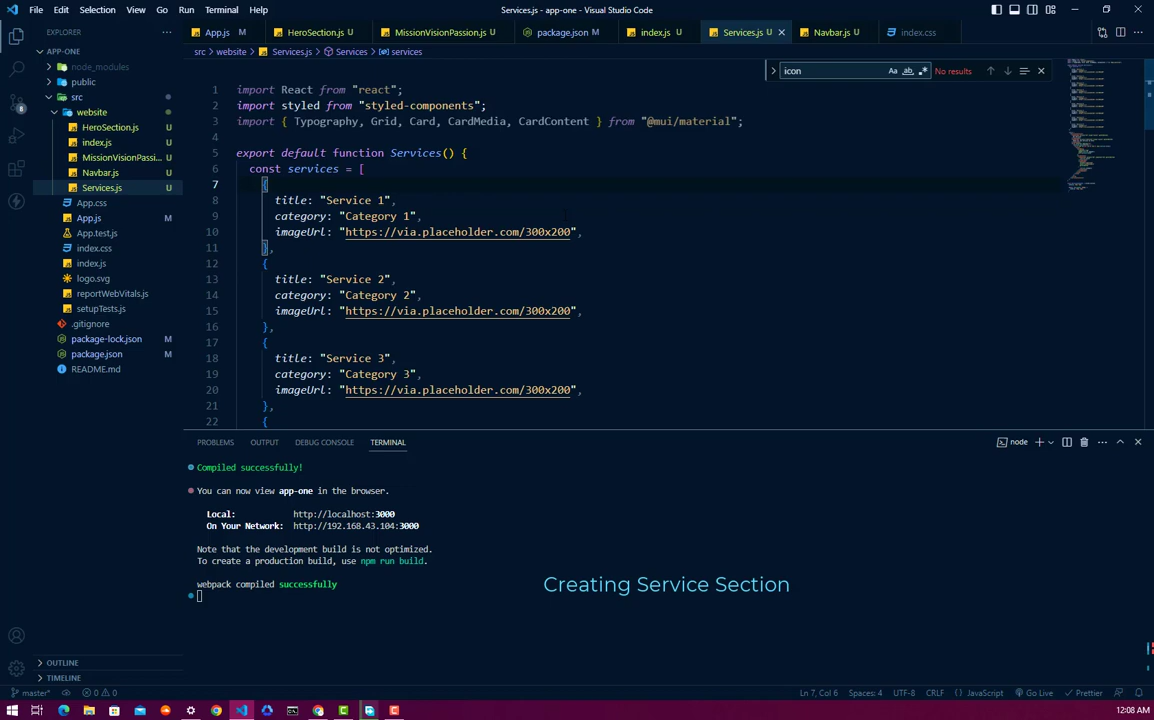 File Edit Selection View Go Run Terminal Help
Services.js - app-one - Visual Studio Code
EXPLORER
App.js M
HeroSection.js U
MissionVisionPassion.js U
package.json M
index.js U
Services.js U
Navbar.js U
index.css
APP-ONE
src > website > Services.js > Services > services
node_modules
public
src
website
HeroSection.js U
index.js U
MissionVisionPassi... U
Navbar.js U
Services.js U
App.css
App.js M
App.test.js
index.css
index.js
logo.svg
reportWebVitals.js
setupTests.js
.gitignore
package-lock.json M
package.json M
README.md
OUTLINE
TIMELINE
8
icon
Aa ab .*
No results
1 import React from "react";
2 import styled from "styled-components";
3 import { Typography, Grid, Card, CardMedia, CardContent } from "@mui/material";
4
5 export default function Services() {
6 const services = [
7 {
8 title: "Service 1",
9 category: "Category 1",
10 imageUrl: "https://via.placeholder.com/300x200",
11 },
12 {
13 title: "Service 2",
14 category: "Category 2",
15 imageUrl: "https://via.placeholder.com/300x200",
16 },
17 {
18 title: "Service 3",
19 category: "Category 3",
20 imageUrl: "https://via.placeholder.com/300x200",
21 },
22 {
PROBLEMS OUTPUT DEBUG CONSOLE TERMINAL
node
Compiled successfully!
You can now view app-one in the browser.
Local: http://localhost:3000
On Your Network: http://192.168.43.104:3000
Note that the development build is not optimized.
To create a production build, use npm run build.
webpack compiled successfully
Creating Service Section
master* 0 0
Ln 7, Col 6 Spaces: 4 UTF-8 CRLF {} JavaScript Go Live Prettier
12:08 AM